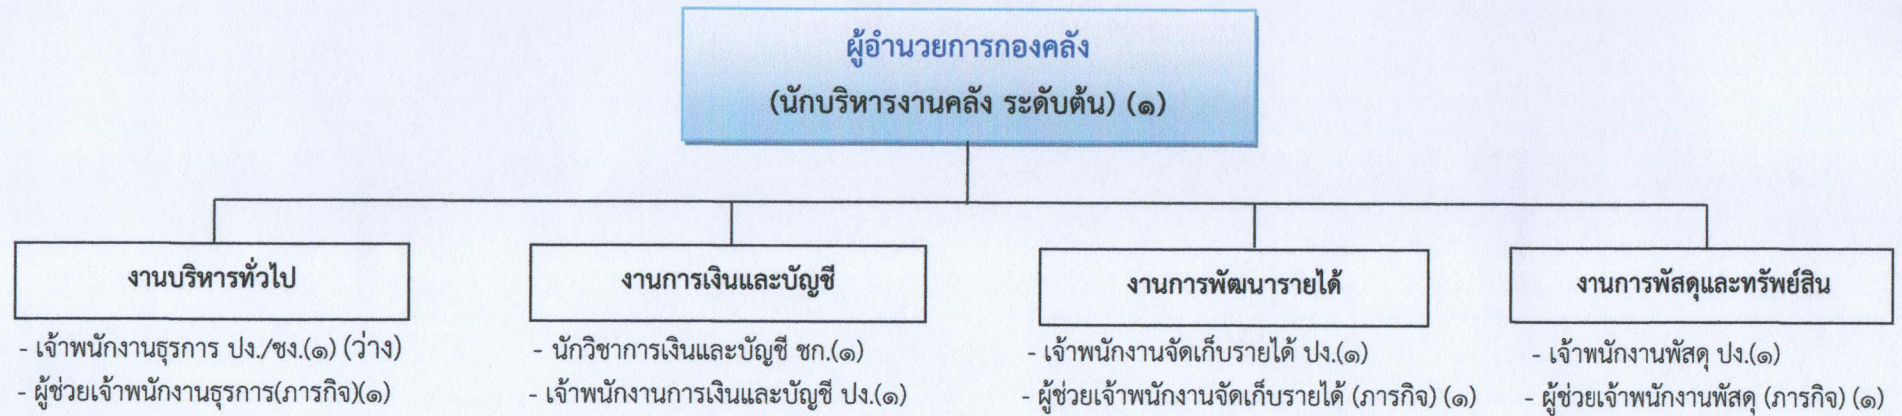 ผู้อำนวยการกองคลัง
(นักบริหารงานคลัง ระดับต้น) (๑)
งานบริหารทั่วไป
- เจ้าพนักงานธุรการ ปง./ชง.(๑) (ว่าง)
- ผู้ช่วยเจ้าพนักงานธุรการ(ภารกิจ)(๑)
งานการเงินและบัญชี
- นักวิชาการเงินและบัญชี ชก.(๑)
- เจ้าพนักงานการเงินและบัญชี ปง.(๑)
งานการพัฒนารายได้
- เจ้าพนักงานจัดเก็บรายได้ ปง.(๑)
- ผู้ช่วยเจ้าพนักงานจัดเก็บรายได้ (ภารกิจ) (๑)
งานการพัสดุและทรัพย์สิน
- เจ้าพนักงานพัสดุ ปง.(๑)
- ผู้ช่วยเจ้าพนักงานพัสดุ (ภารกิจ) (๑)